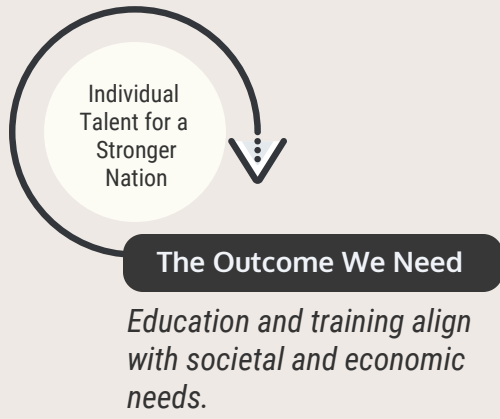 Individual
Talent for a
Stronger
Nation
The Outcome We Need
Education and training align
with societal and economic
needs.